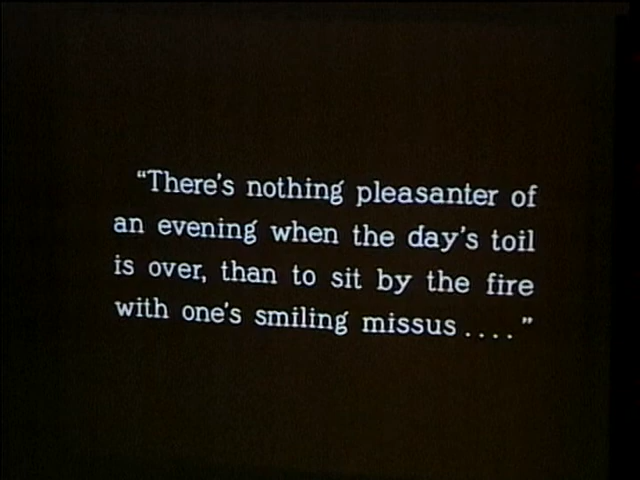 “There's nothing pleasanter of
an evening when the day's toil
is over, than to sit by the fire
with one's smiling missus . . . .”